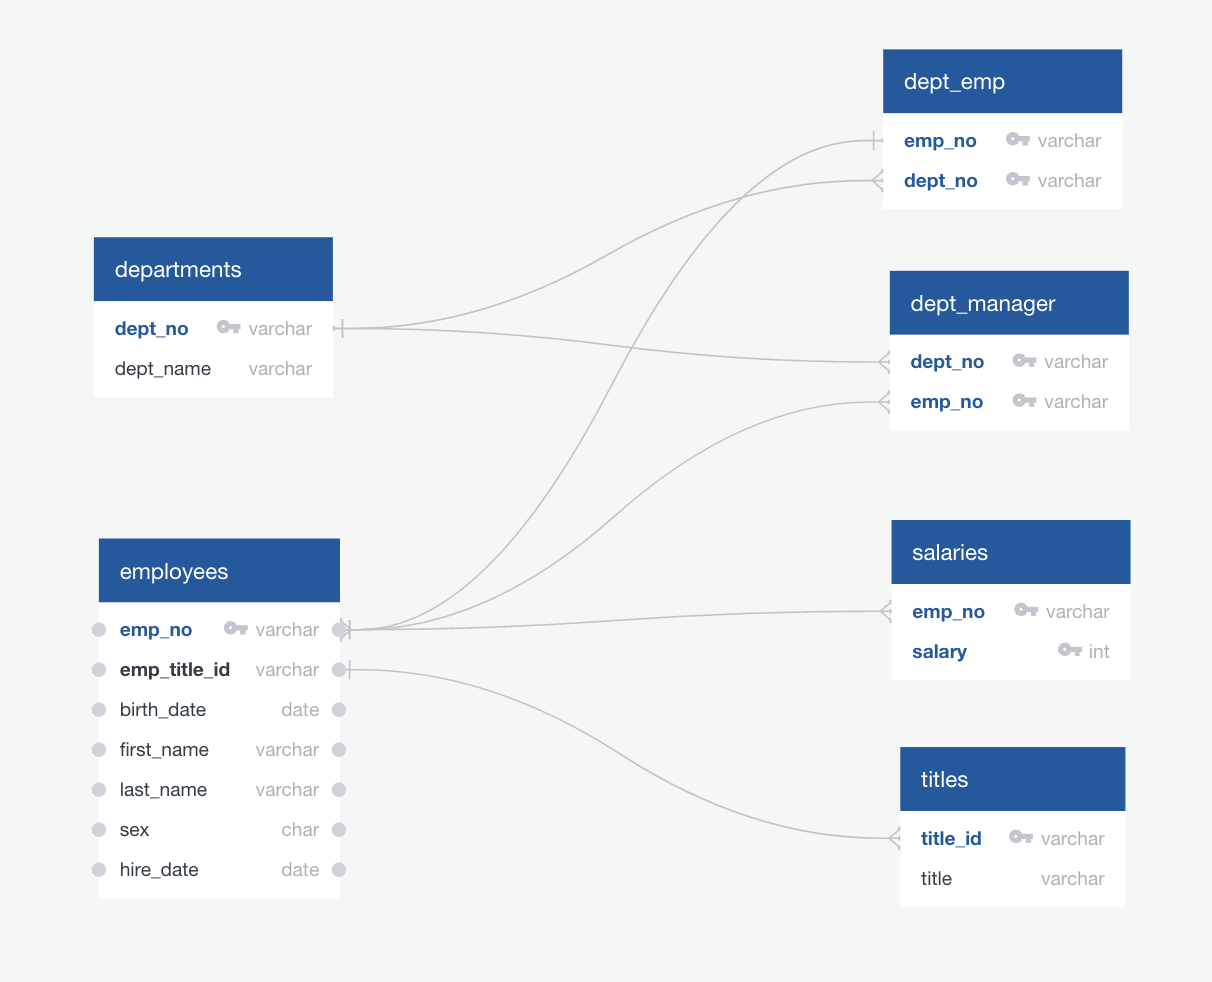 dept_emp
emp_no varchar
dept_no varchar
departments
dept_no varchar
dept_name varchar
dept_manager
dept_no varchar
emp_no varchar
employees
emp_no varchar
emp_title_id varchar
birth_date date
first_name varchar
last_name varchar
sex char
hire_date date
salaries
emp_no varchar
salary int
titles
title_id varchar
title varchar